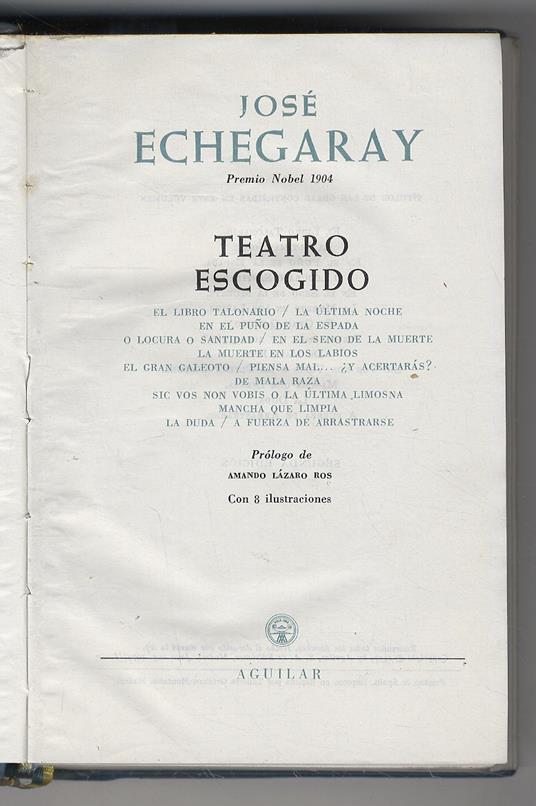 JOSÉ
ECHEGARAY
Premio Nobel 1904
TEATRO
ESCOGIDO
EL LIBRO TALONARIO / LA ÚLTIMA NOCHE
EN EL PUÑO DE LA ESPADA
O LOCURA O SANTIDAD / EN EL SENO DE LA MUERTE
LA MUERTE EN LOS LABIOS
EL GRAN GALEOTO / PIENSA MAL... ¿Y ACERTARÁS?
DE MALA RAZA
SIC VOS NON VOBIS O LA ÚLTIMA LIMOSNA
MANCHA QUE LIMPIA
LA DUDA / A FUERZA DE ARRASTRARSE
Prólogo de
AMANDO LÁZARO ROS
Con 8 ilustraciones
AGUILAR